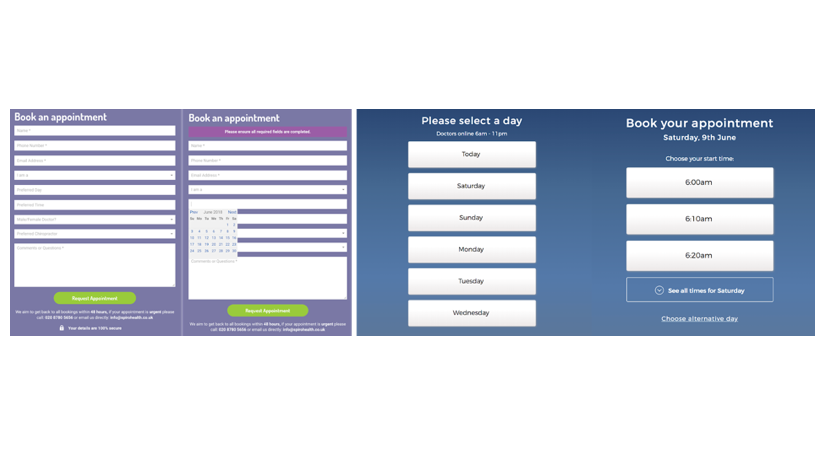 Book an appointment
Name *
Phone Number *
Email Address *
I am a
Preferred Day
Preferred Time
Male/Female Doctor?
Preferred Chiropractor
Comments or Questions *
Request Appointment
We aim to get back to all bookings within 48 hours, if your appointment is urgent please
call: 020 8780 5656 or email us directly: info@spinehealth.co.uk
Your details are 100% secure
Book an appointment
Please ensure all required fields are completed.
Name *
Phone Number *
Email Address *
I am a
Prev June 2018 Next
Su Mo Tu We Th Fr Sa
1 2
3 4 5 6 7 8 9
10 11 12 13 14 15 16
17 18 19 20 21 22 23
24 25 26 27 28 29 30
Comments or Questions *
Request Appointment
We aim to get back to all bookings within 48 hours, if your appointment is urgent please
call: 020 8780 5656 or email us directly: info@spinehealth.co.uk
Please select a day
Doctors online 6am - 11pm
Today
Saturday
Sunday
Monday
Tuesday
Wednesday
Book your appointment
Saturday, 9th June
Choose your start time:
6:00am
6:10am
6:20am
See all times for Saturday
Choose alternative day